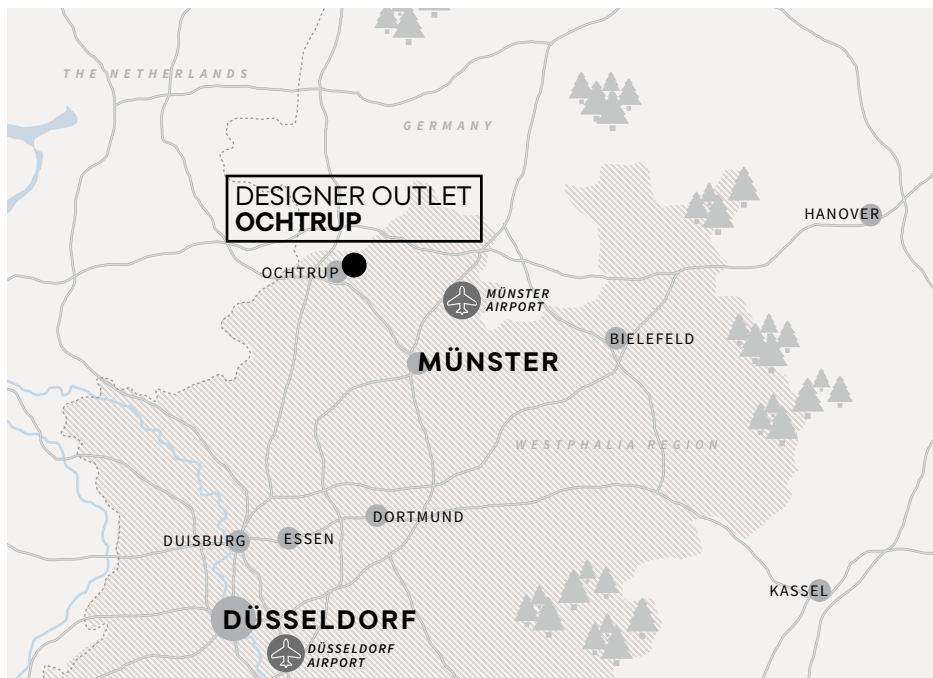 THE NETHERLANDS
GERMANY
DESIGNER OUTLET
OCHTRUP
HANOVER
OCHTRUP
MÜNSTER
AIRPORT
BIELEFELD
MÜNSTER
WESTPHALIA REGION
DORTMUND
DUISBURG
ESSEN
KASSEL
DÜSSELDORF
DÜSSELDORF
AIRPORT